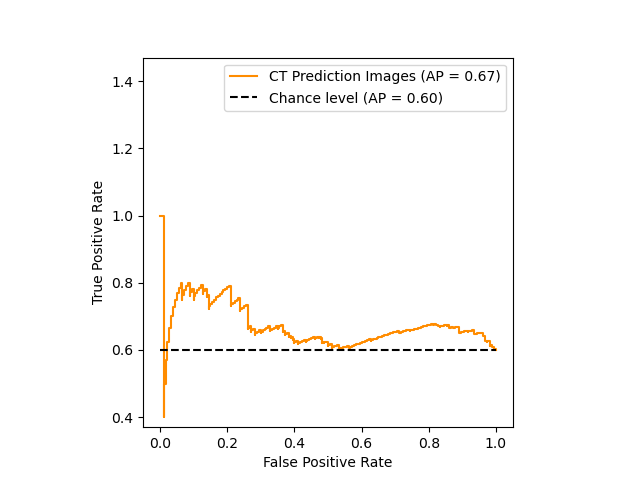 CT Prediction Images (AP = 0.67)
Chance level (AP = 0.60)
True Positive Rate
1.4
1.2
1.0
0.8
0.6
0.4
0.0 0.2 0.4 0.6 0.8 1.0
False Positive Rate